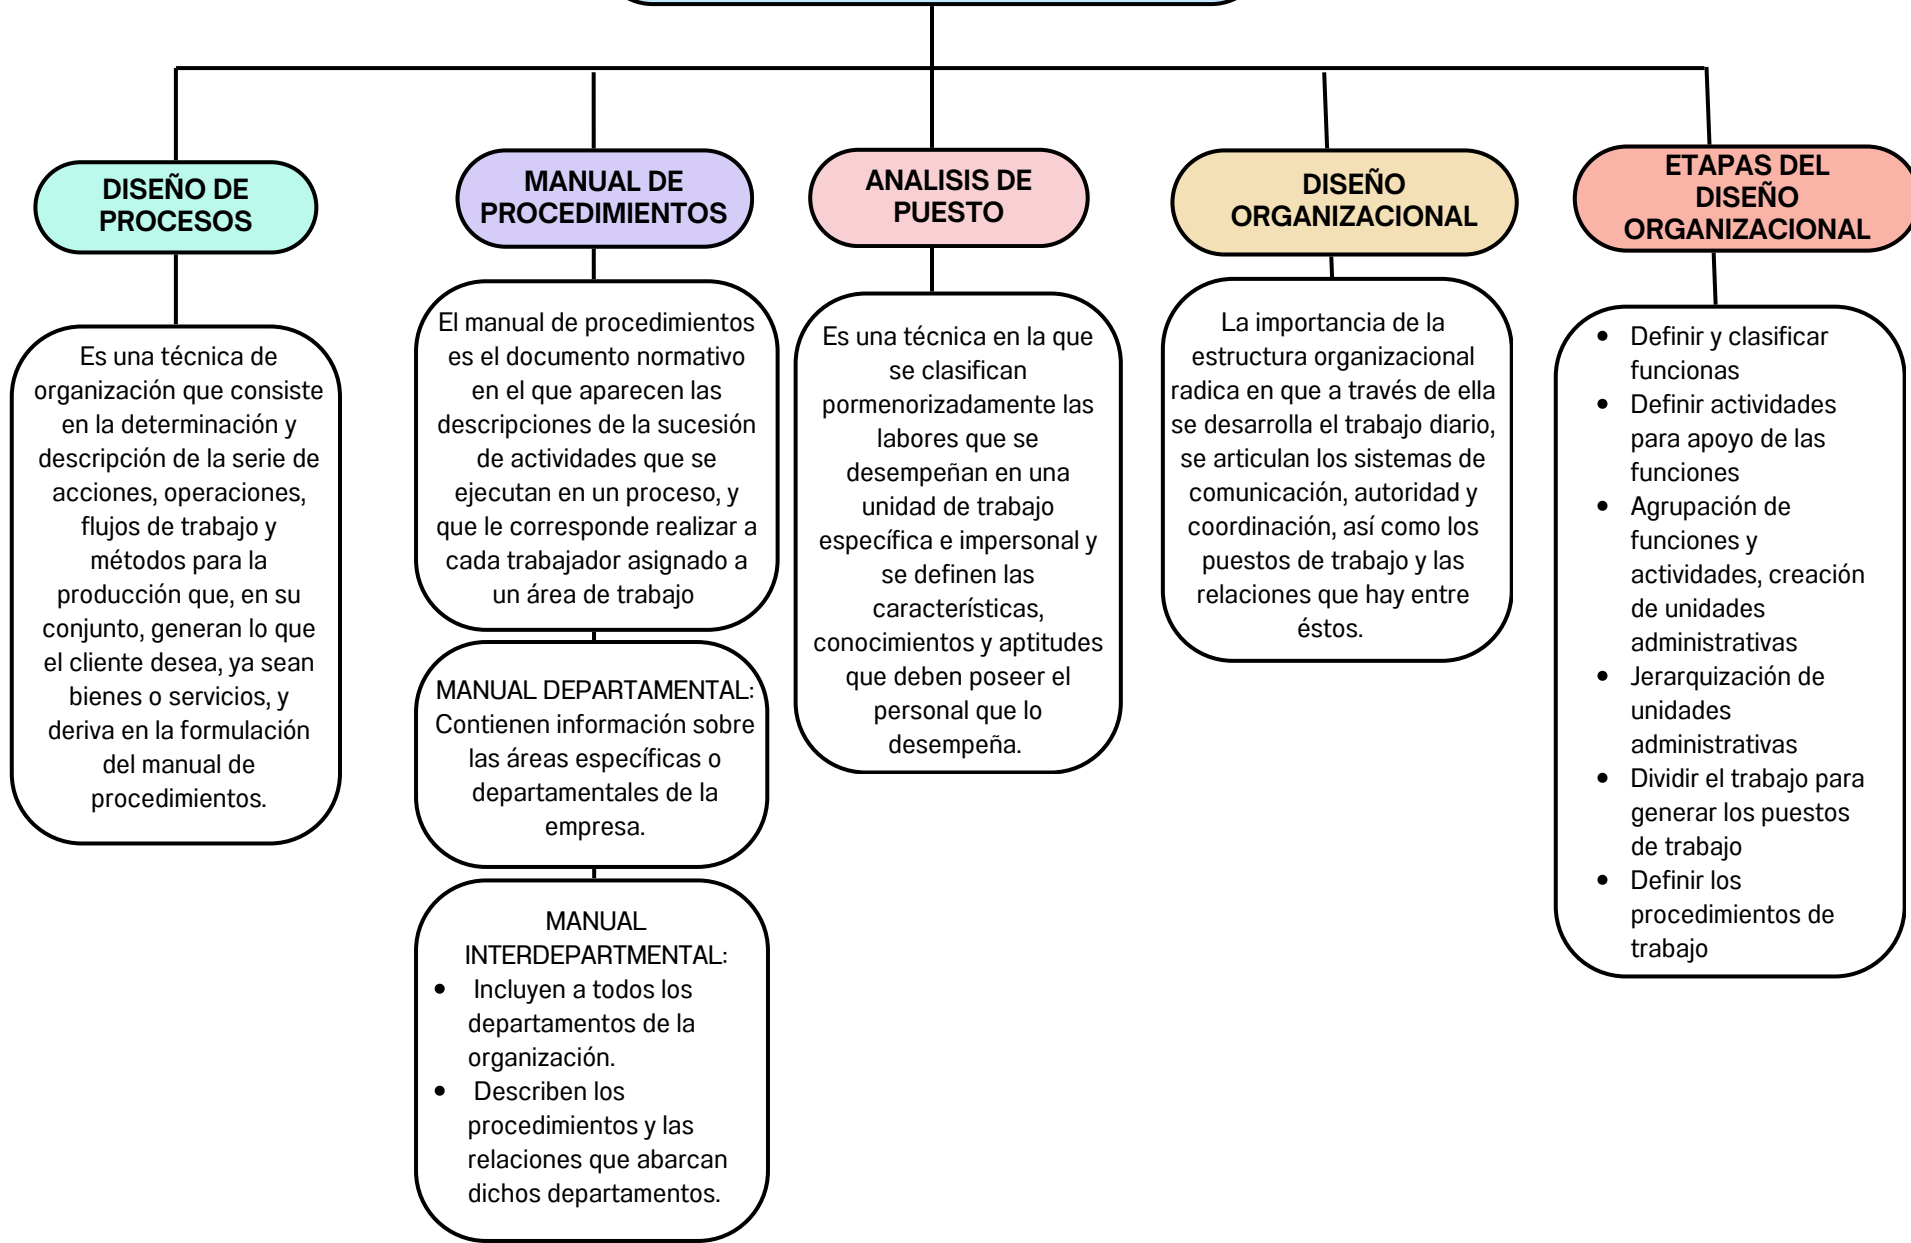 DISEÑO DE
PROCESOS
Es una técnica de
organización que consiste
en la determinación y
descripción de la serie de
acciones, operaciones,
flujos de trabajo y
métodos para la
producción que, en su
conjunto, generan lo que
el cliente desea, ya sean
bienes o servicios, y
deriva en la formulación
del manual de
procedimientos.
MANUAL DE
PROCEDIMIENTOS
El manual de procedimientos
es el documento normativo
en el que aparecen las
descripciones de la sucesión
de actividades que se
ejecutan en un proceso, y
que le corresponde realizar a
cada trabajador asignado a
un área de trabajo
MANUAL DEPARTAMENTAL:
Contienen información sobre
las áreas específicas o
departamentales de la
empresa.
MANUAL
INTERDEPARTMENTAL:
• Incluyen a todos los
departamentos de la
organización.
• Describen los
procedimientos y las
relaciones que abarcan
dichos departamentos.
ANALISIS DE
PUESTO
Es una técnica en la que
se clasifican
pormenorizadamente las
labores que se
desempeñan en una
unidad de trabajo
específica e impersonal y
se definen las
características,
conocimientos y aptitudes
que deben poseer el
personal que lo
desempeña.
DISEÑO
ORGANIZACIONAL
La importancia de la
estructura organizacional
radica en que a través de ella
se desarrolla el trabajo diario,
se articulan los sistemas de
comunicación, autoridad y
coordinación, así como los
puestos de trabajo y las
relaciones que hay entre
éstos.
ETAPAS DEL
DISEÑO
ORGANIZACIONAL
• Definir y clasificar
funcionas
• Definir actividades
para apoyo de las
funciones
• Agrupación de
funciones y
actividades, creación
de unidades
administrativas
• Jerarquización de
unidades
administrativas
• Dividir el trabajo para
generar los puestos
de trabajo
• Definir los
procedimientos de
trabajo